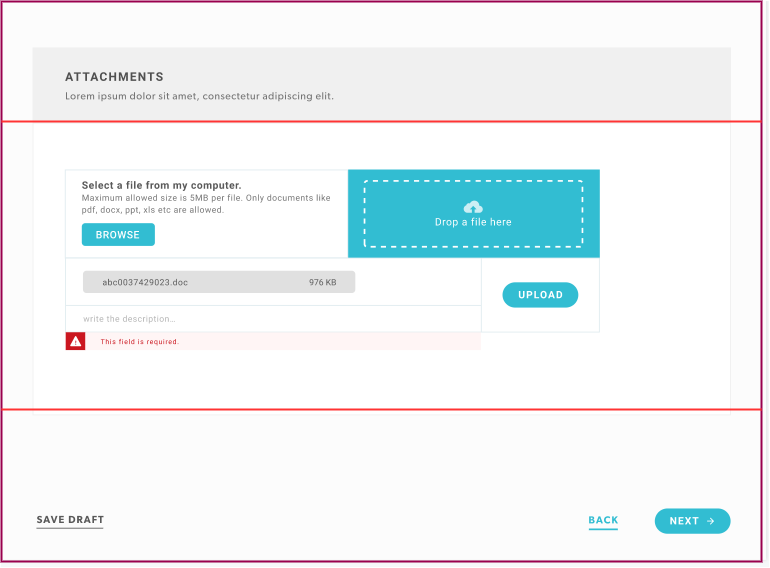 ATTACHMENTS
Lorem ipsum dolor sit amet, consectetur adipiscing elit.
Select a file from my computer.
Maximum allowed size is 5MB per file. Only documents like
pdf, docx, ppt, xls etc are allowed.
BROWSE
Drop a file here
abc0037429023.doc 976 KB
UPLOAD
write the description...
This field is required.
SAVE DRAFT
BACK
NEXT →